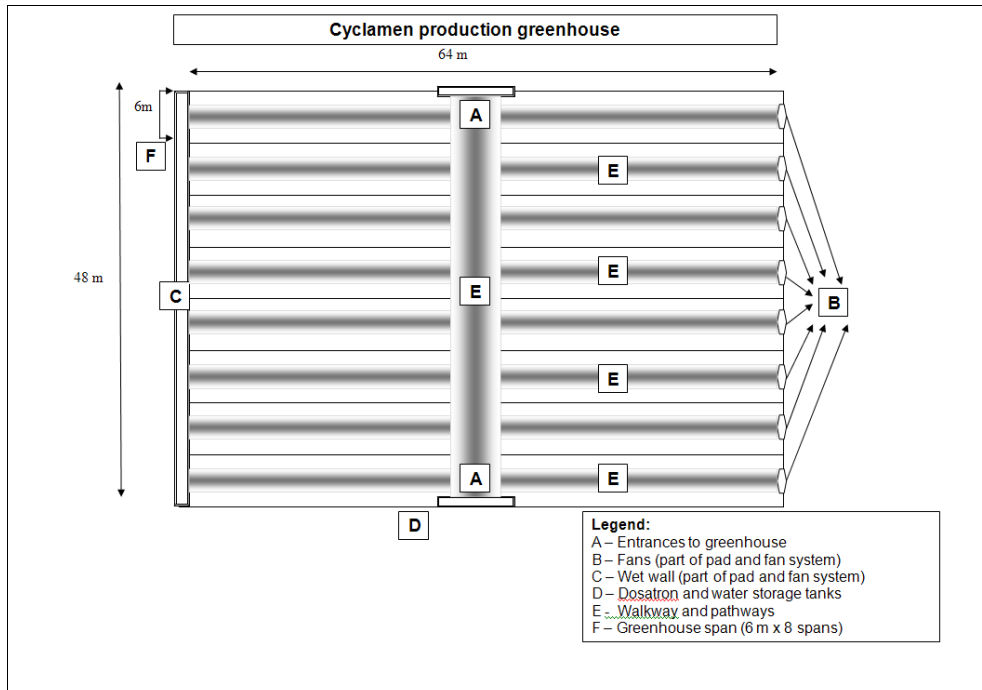 Cyclamen production greenhouse
64 m
6m
A
F
E
48 m
E
C
E
B
E
A
E
D
Legend:
A – Entrances to greenhouse
B – Fans (part of pad and fan system)
C – Wet wall (part of pad and fan system)
D – Dosatron and water storage tanks
E - Walkway and pathways
F – Greenhouse span (6 m x 8 spans)